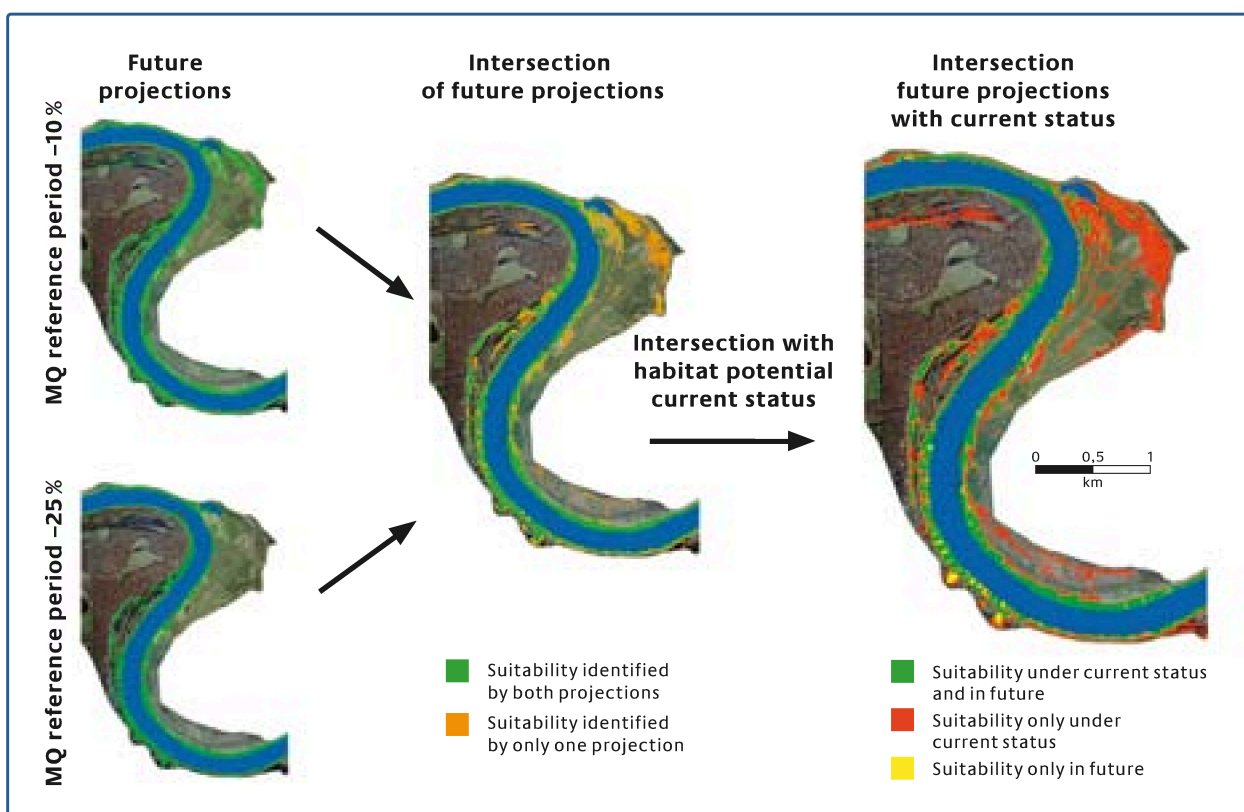 Future
projections
Intersection
of future projections
Intersection
future projections
with current status
MQ reference period –10%
MQ reference period –25%
Intersection with
habitat potential
current status
0 0,5 1
km
Suitability identified
by both projections
Suitability identified
by only one projection
Suitability under current status
and in future
Suitability only under
current status
Suitability only in future